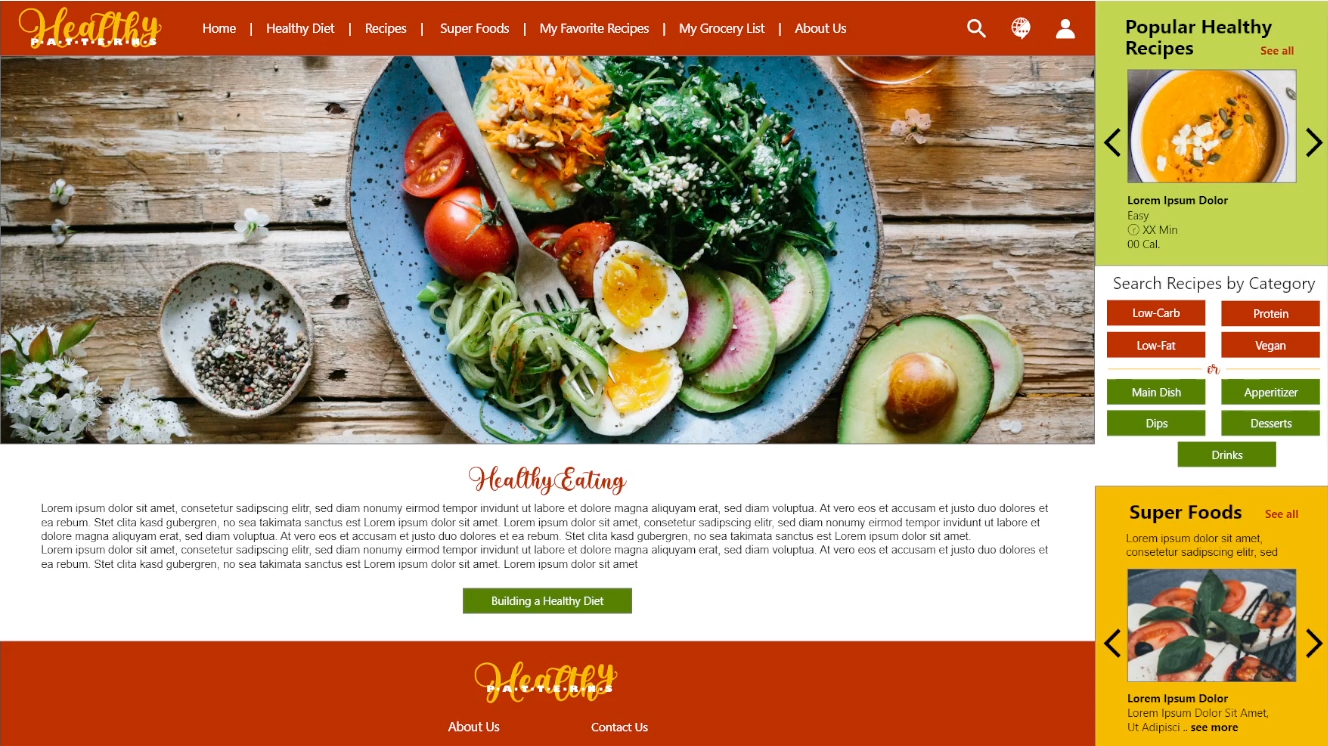 Healthy
PATTERNS
Home | Healthy Diet | Recipes | Super Foods | My Favorite Recipes | My Grocery List | About Us
Healthy Eating
Lorem ipsum dolor sit amet, consetetur sadipscing elitr, sed diam nonumy eirmod tempor invidunt ut labore et dolore magna aliquyam erat, sed diam voluptua. At vero eos et accusam et justo duo dolores et
ea rebum. Stet clita kasd gubergren, no sea takimata sanctus est Lorem ipsum dolor sit amet. Lorem ipsum dolor sit amet, consetetur sadipscing elitr, sed diam nonumy eirmod tempor invidunt ut labore et
dolore magna aliquyam erat, sed diam voluptua. At vero eos et accusam et justo duo dolores et ea rebum. Stet clita kasd gubergren, no sea takimata sanctus est Lorem ipsum dolor sit amet.
Lorem ipsum dolor sit amet, consetetur sadipscing elitr, sed diam nonumy eirmod tempor invidunt ut labore et dolore magna aliquyam erat, sed diam voluptua. At vero eos et accusam et justo duo dolores et
ea rebum. Stet clita kasd gubergren, no sea takimata sanctus est Lorem ipsum dolor sit amet. Lorem ipsum dolor sit amet
Building a Healthy Diet
Healthy
PATTERNS
About Us
Contact Us
Popular Healthy
Recipes
See all
Lorem Ipsum Dolor
Easy
XX Min
00 Cal.
Search Recipes by Category
Low-Carb
Protein
Low-Fat
Vegan
or
Main Dish
Apperitizer
Dips
Desserts
Drinks
Super Foods
See all
Lorem ipsum dolor sit amet,
consetetur sadipscing elitr, sed
Lorem Ipsum Dolor
Lorem Ipsum Dolor Sit Amet,
Ut Adipisci .. see more